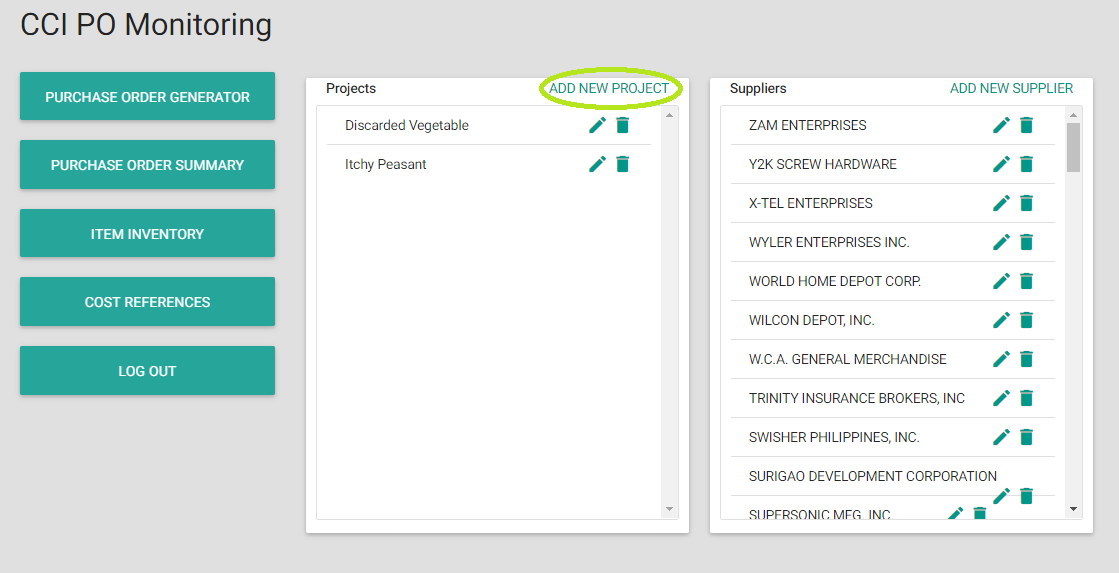 CCI PO Monitoring
PURCHASE ORDER GENERATOR
PURCHASE ORDER SUMMARY
ITEM INVENTORY
COST REFERENCES
LOG OUT
Projects
ADD NEW PROJECT
Discarded Vegetable
Itchy Peasant
Suppliers
ADD NEW SUPPLIER
ZAM ENTERPRISES
Y2K SCREW HARDWARE
X-TEL ENTERPRISES
WYLER ENTERPRISES INC.
WORLD HOME DEPOT CORP.
WILCON DEPOT, INC.
W.C.A. GENERAL MERCHANDISE
TRINITY INSURANCE BROKERS, INC
SWISHER PHILIPPINES, INC.
SURIGAO DEVELOPMENT CORPORATION
SUPERSONIC MFG. INC.